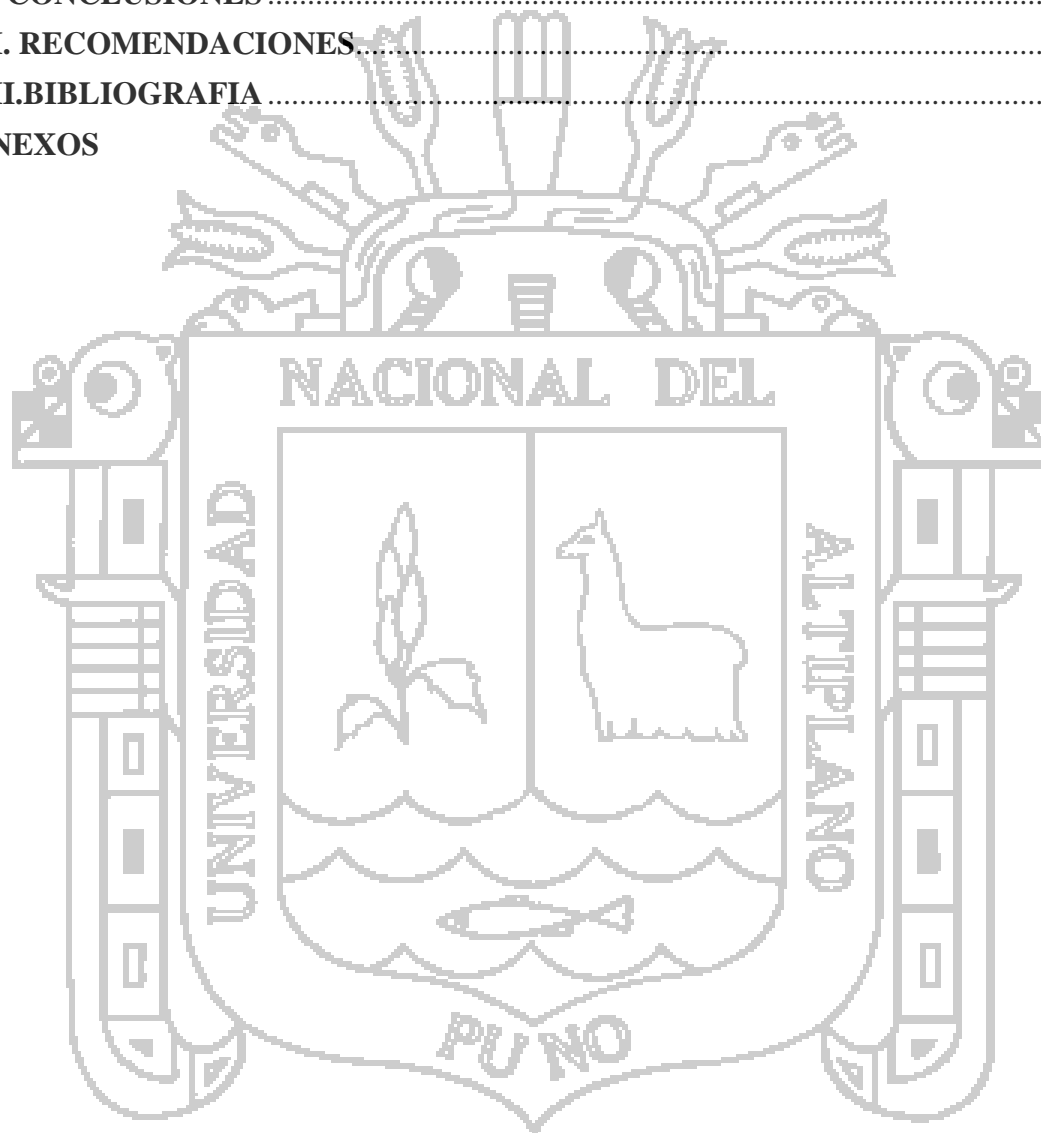 CONCLUSIONES
. RECOMENDACIONES
I.BIBLIOGRAFIA
NEXOS
NACIONAL DEL
UNIVERSIDAD
ALTIPLANO
PUNO